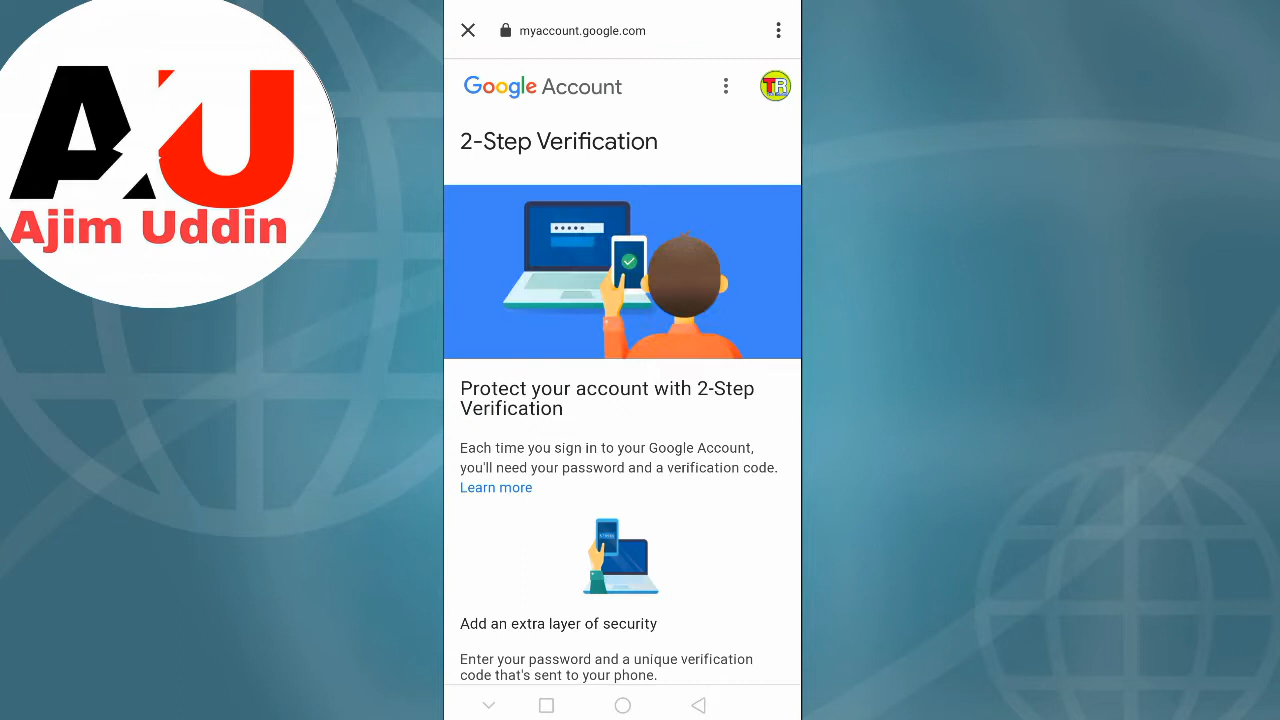 AU
Ajim Uddin
myaccount.google.com
Google Account
TR
2-Step Verification
Protect your account with 2-Step
Verification
Each time you sign in to your Google Account,
you'll need your password and a verification code.
Learn more
Add an extra layer of security
Enter your password and a unique verification
code that's sent to your phone.